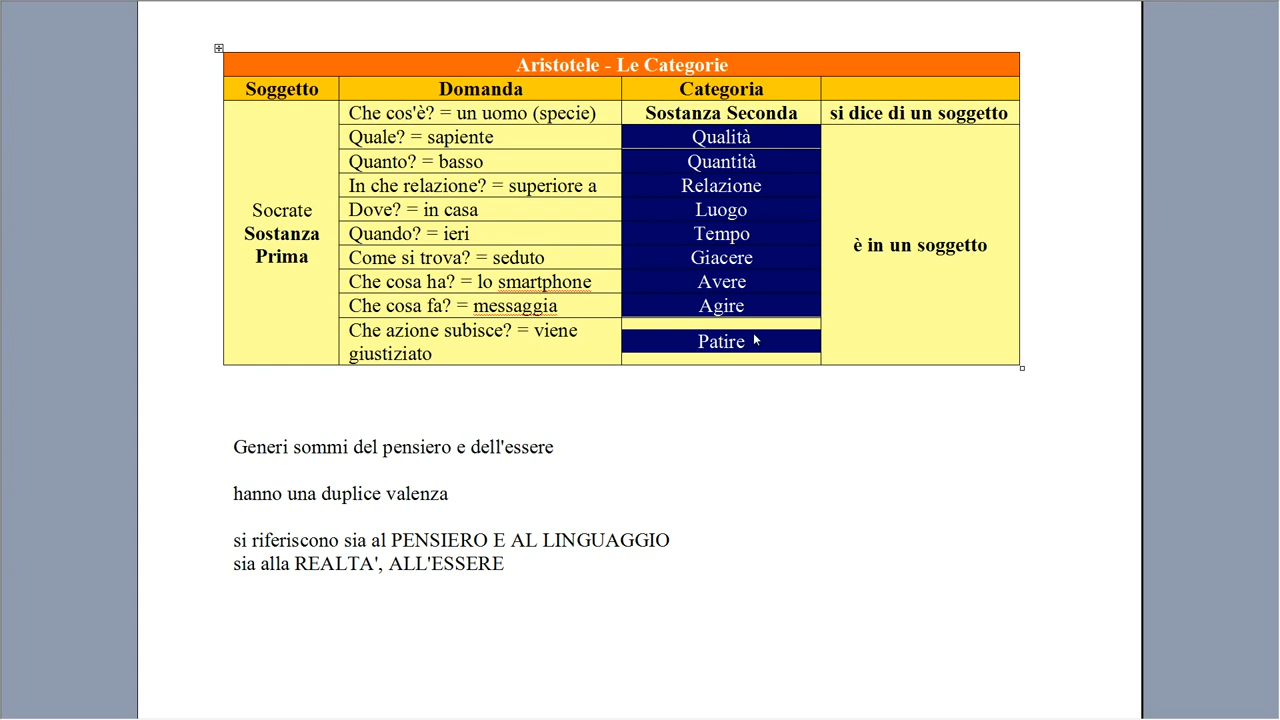 Aristotele - Le Categorie
Soggetto Domanda Categoria
Che cos'è? = un uomo (specie) Sostanza Seconda si dice di un soggetto
Quale? = sapiente Qualità
Quanto? = basso Quantità
In che relazione? = superiore a Relazione
Dove? = in casa Luogo
Quando? = ieri Tempo
Come si trova? = seduto Giacere
Che cosa ha? = lo smartphone Avere
Che cosa fa? = messaggia Agire
Che azione subisce? = viene
giustiziato
Patire
Socrate
Sostanza
Prima
è in un soggetto
Generi sommi del pensiero e dell'essere
hanno una duplice valenza
si riferiscono sia al PENSIERO E AL LINGUAGGIO
sia alla REALTA', ALL'ESSERE